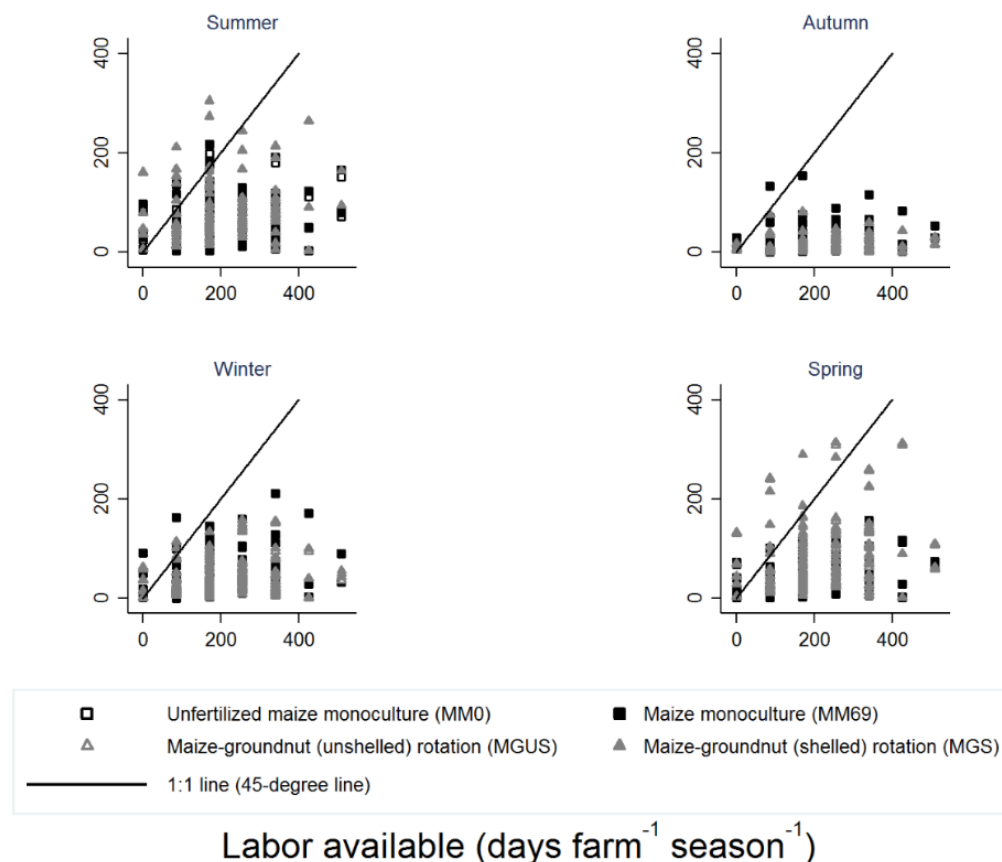 Summer
400
200
0
0 200 400
Autumn
400
200
0
0 200 400
Winter
400
200
0
0 200 400
Spring
400
200
0
0 200 400
Unfertilized maize monoculture (MM0)
Maize monoculture (MM69)
Maize-groundnut (unshelled) rotation (MGUS)
Maize-groundnut (shelled) rotation (MGS)
1:1 line (45-degree line)
Labor available (days farm⁻¹ season⁻¹)